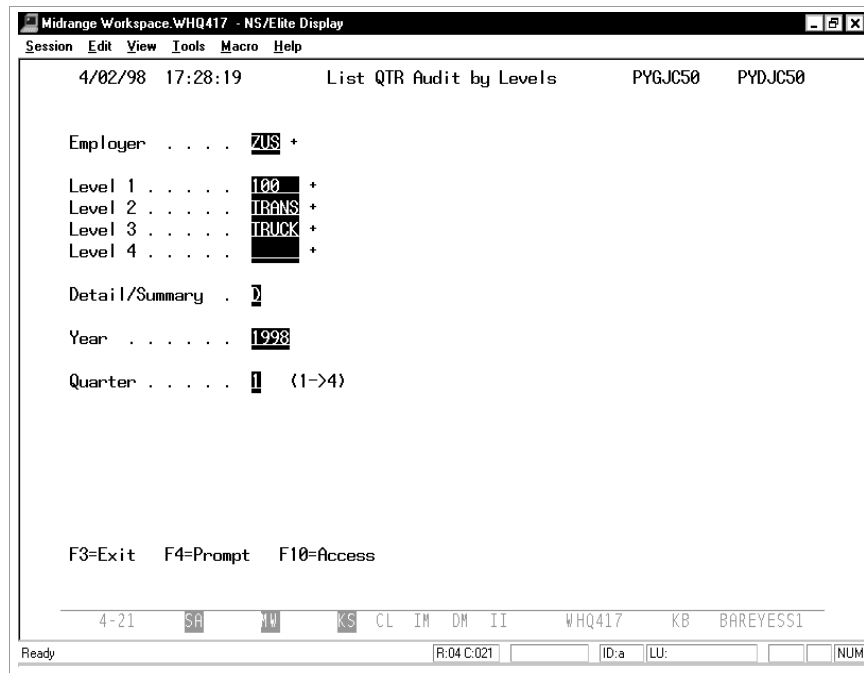 Midrange Workspace.WHQ417 - NS/Elite Display
Session Edit View Tools Macro Help
4/02/98 17:28:19 List QTR Audit by Levels PYGJC50 PYDJC50
Employer . . . . ZUS +
Level 1 . . . . . 100 +
Level 2 . . . . . TRANS +
Level 3 . . . . . TRUCK +
Level 4 . . . . . +
Detail/Summary . D
Year . . . . . . 1998
Quarter . . . . . 1 (1->4)
F3=Exit F4=Prompt F10=Access
4-21 SA MW KS CL IM DM II WHQ417 KB BAREYESS1
Ready R:04 C:021 ID:a LU: NUM